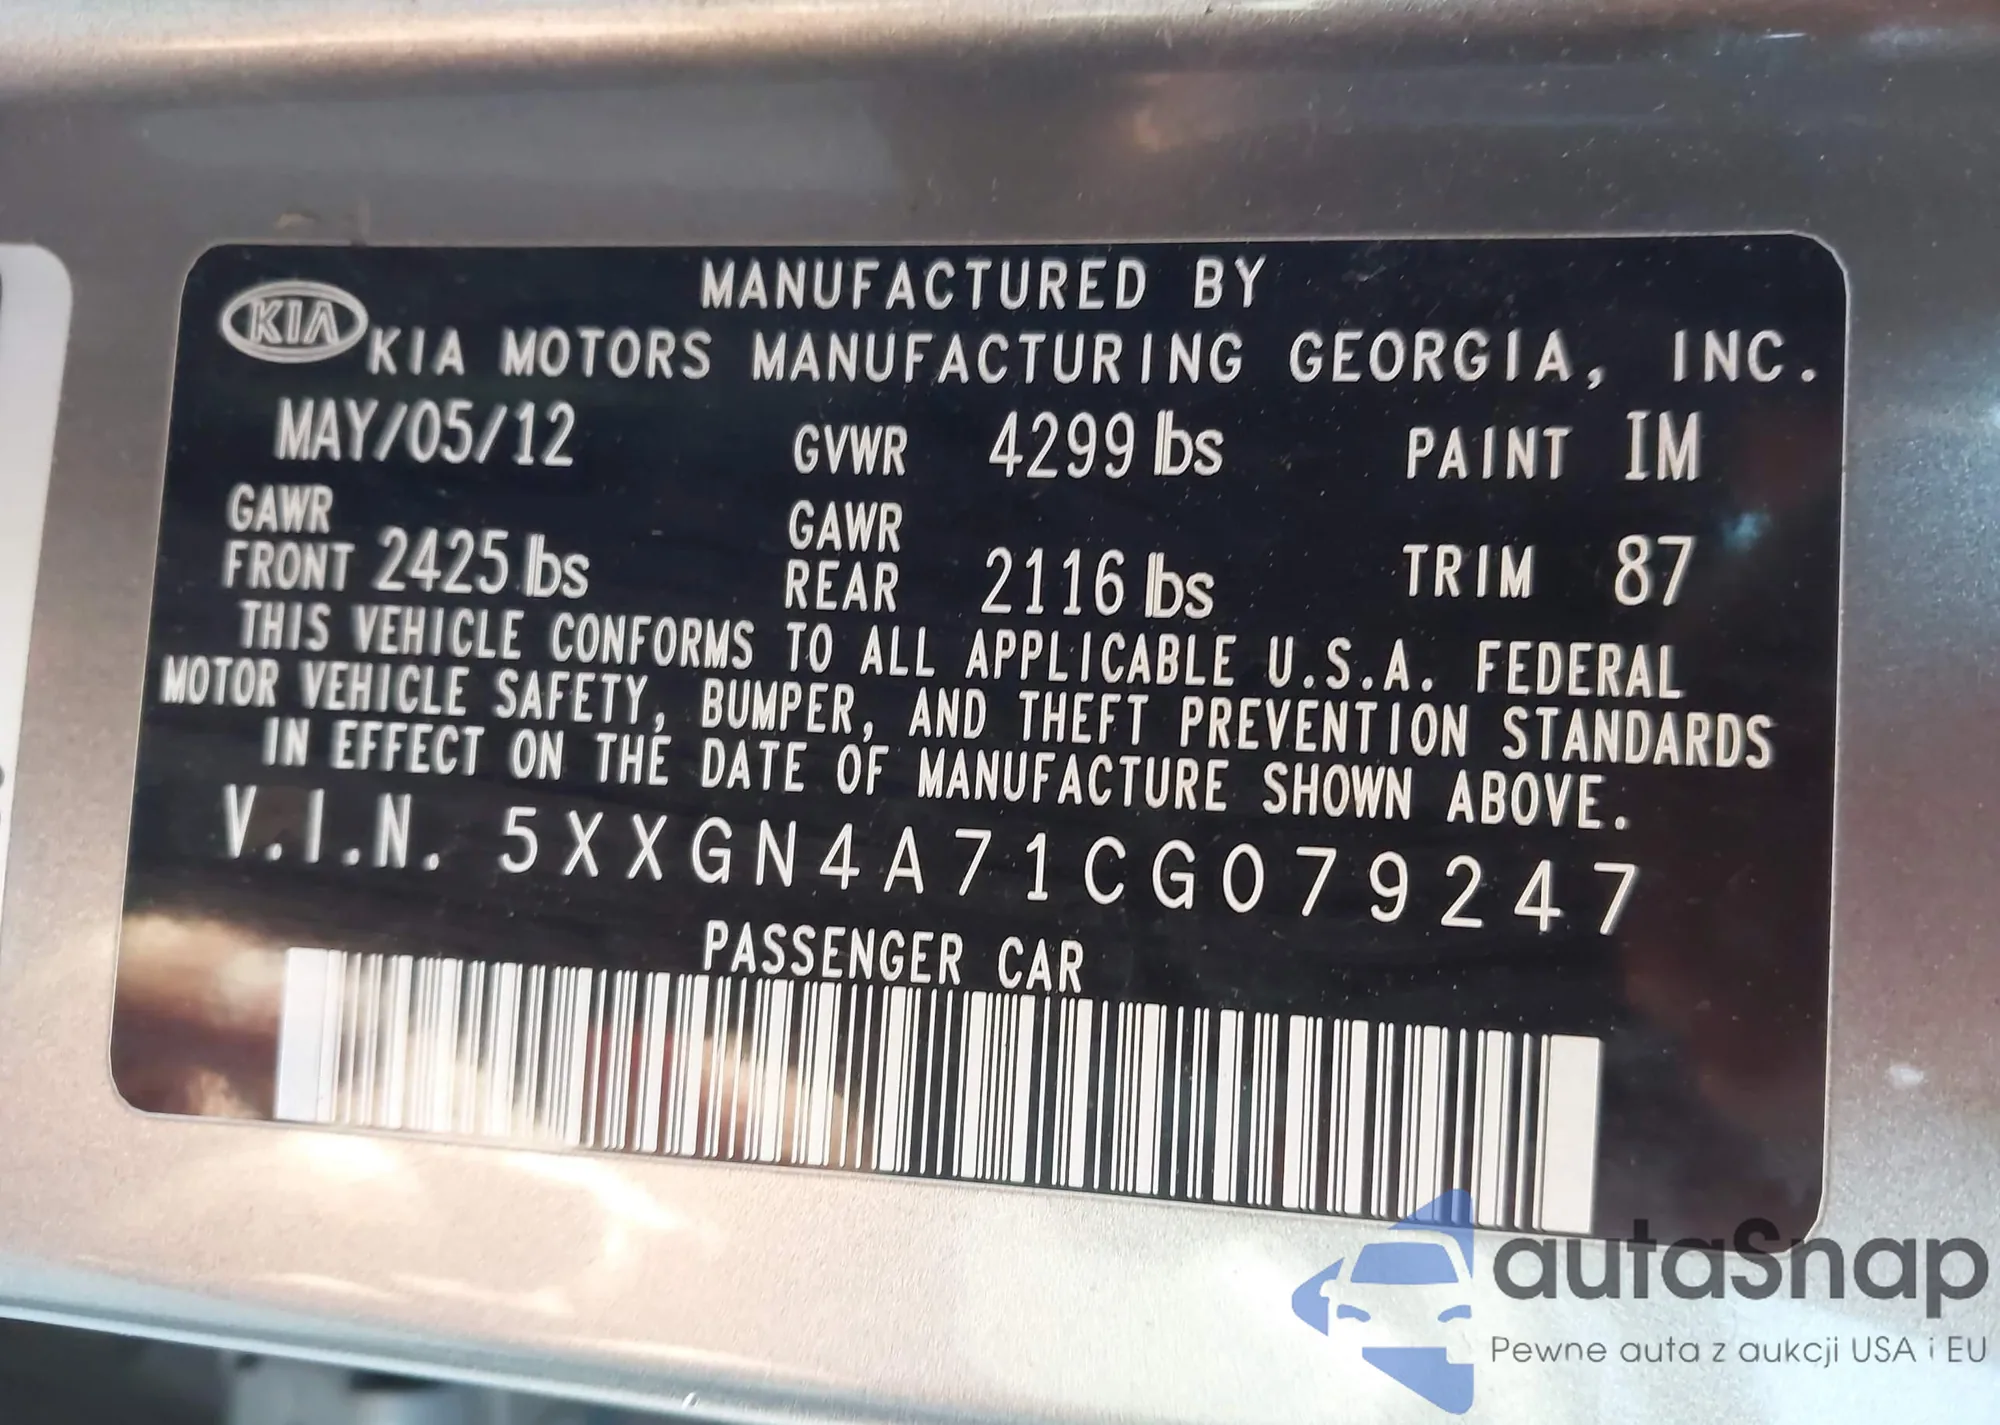 MANUFACTURED BY
KIA KIA MOTORS MANUFACTURING GEORGIA, INC.
MAY/05/12 GVWR 4299 lbs PAINT IM
GAWR FRONT 2425 lbs GAWR REAR 2116 lbs TRIM 87
THIS VEHICLE CONFORMS TO ALL APPLICABLE U.S.A. FEDERAL
MOTOR VEHICLE SAFETY, BUMPER, AND THEFT PREVENTION STANDARDS
IN EFFECT ON THE DATE OF MANUFACTURE SHOWN ABOVE.
V.I.N. 5XXGN4A71CG079247
PASSENGER CAR
autaSnap
Pewne auta z aukcji USA i EU